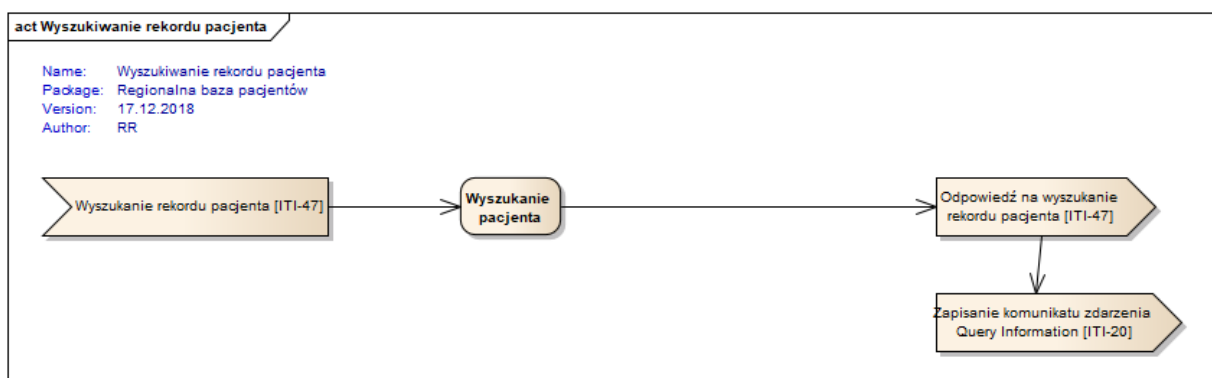 act Wyszukiwanie rekordu pacjenta
Name: Wyszukiwanie rekordu pacjenta
Package: Regionalna baza pacjentów
Version: 17.12.2018
Author: RR
Wyszukanie rekordu pacjenta [ITI-47]
Wyszukanie
pacjenta
Odpowiedź na wyszukanie
rekordu pacjenta [ITI-47]
Zapisanie komunikatu zdarzenia
Query Information [ITI-20]